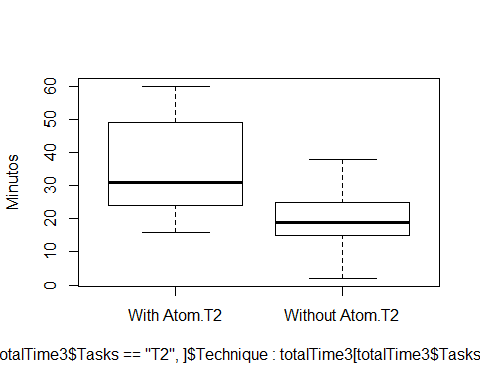 60
50
40
30
20
10
0
Minutos
With Atom.T2
Without Atom.T2
otalTime3$Tasks == "T2", ]$Technique : totalTime3[totalTime3$Tasks